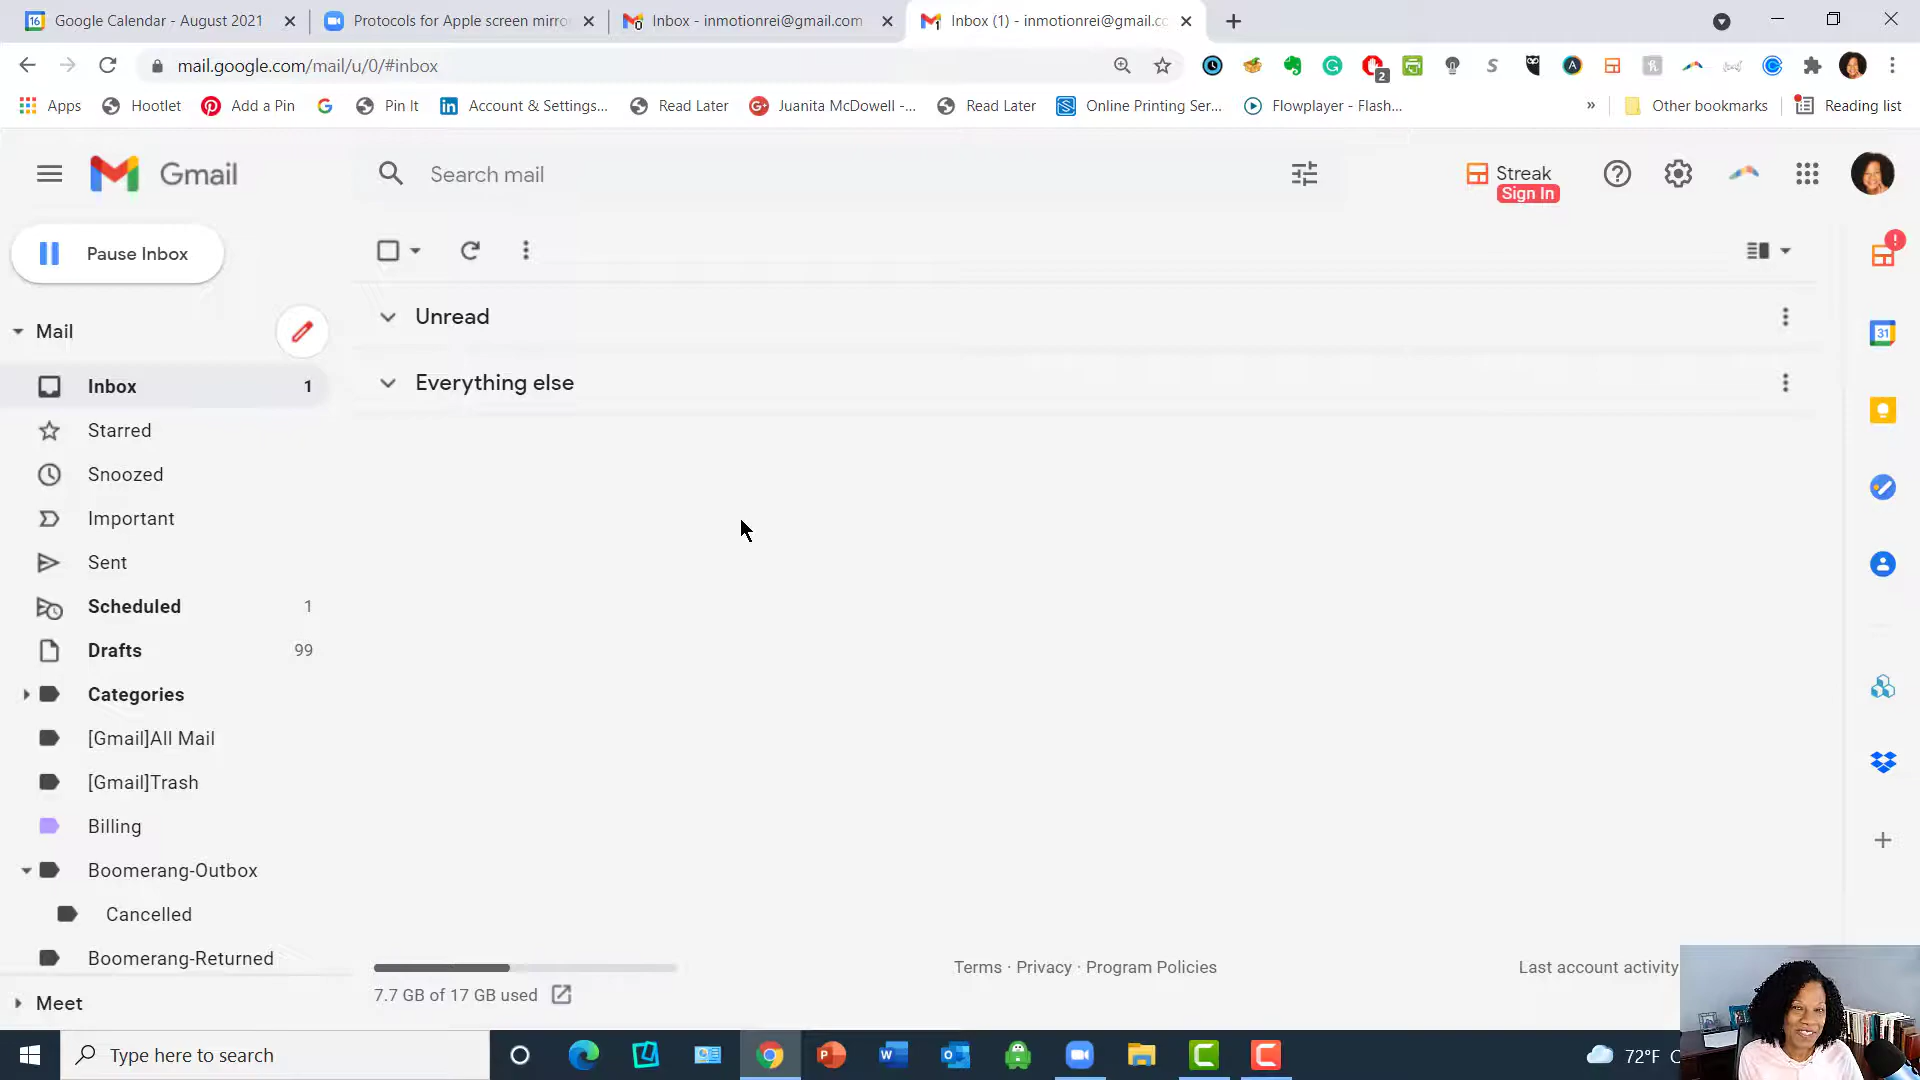 Google Calendar - August 2021
Protocols for Apple screen mirro
Inbox - inmotionrei@gmail.com
Inbox (1) - inmotionrei@gmail.cc
mail.google.com/mail/u/0/#inbox
2
Apps
Hootlet
Add a Pin
Pin It
Account & Settings...
Read Later
Juanita McDowell -...
Read Later
Online Printing Ser...
Flowplayer - Flash...
»
Other bookmarks
Reading list
Gmail
Search mail
Streak
Sign In
Pause Inbox
Unread
Everything else
Mail
Inbox 1
Starred
Snoozed
Important
Sent
Scheduled 1
Drafts 99
Categories
[Gmail]All Mail
[Gmail]Trash
Billing
Boomerang-Outbox
Cancelled
Boomerang-Returned
Meet
31
7.7 GB of 17 GB used
Terms · Privacy · Program Policies
Last account activity
Type here to search
72°F